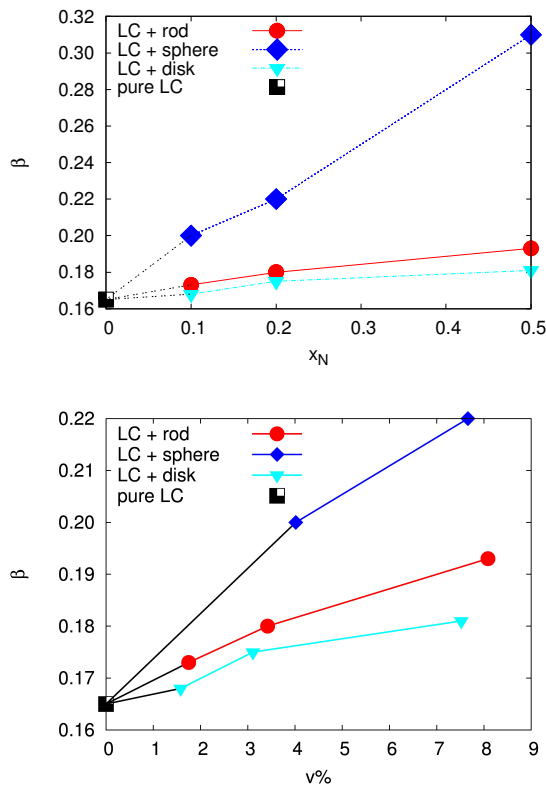 0.32
0.30
0.28
0.26
0.24
0.22
0.20
0.18
0.16
β
LC + rod
LC + sphere
LC + disk
pure LC
0 0.1 0.2 0.3 0.4 0.5
x_N
0.22
0.21
0.20
0.19
0.18
0.17
0.16
β
LC + rod
LC + sphere
LC + disk
pure LC
0 1 2 3 4 5 6 7 8 9
v%